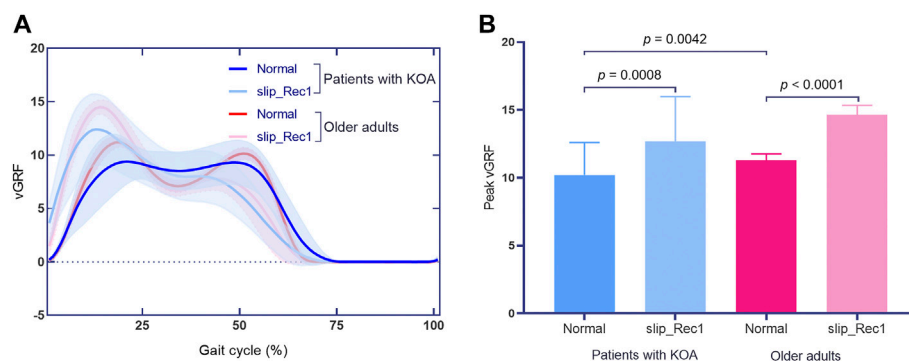 A
20
15
10
5
0
-5
vGRF
25
50
75
100
Gait cycle (%)
Normal
slip_Rec1
Patients with KOA
Normal
slip_Rec1
Older adults
B
20
15
10
5
0
Peak vGRF
p = 0.0042
p = 0.0008
p < 0.0001
Normal
slip_Rec1
Normal
slip_Rec1
Patients with KOA
Older adults